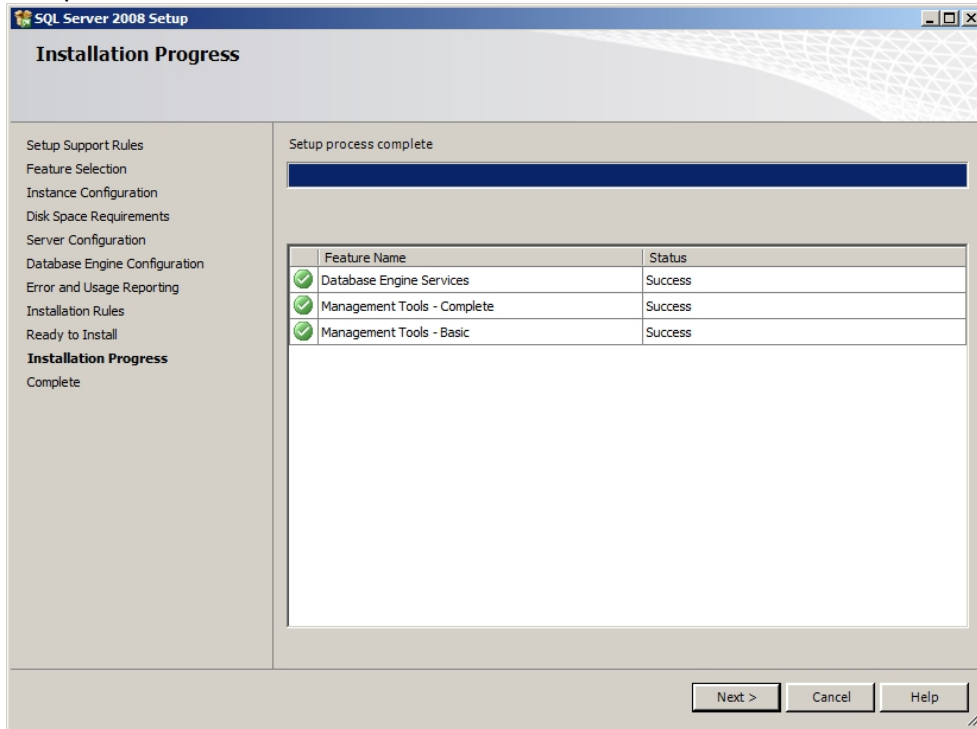 SQL Server 2008 Setup
Installation Progress
Setup Support Rules
Feature Selection
Instance Configuration
Disk Space Requirements
Server Configuration
Database Engine Configuration
Error and Usage Reporting
Installation Rules
Ready to Install
Installation Progress
Complete
Setup process complete
Feature Name Status
Database Engine Services Success
Management Tools - Complete Success
Management Tools - Basic Success
Next > Cancel Help